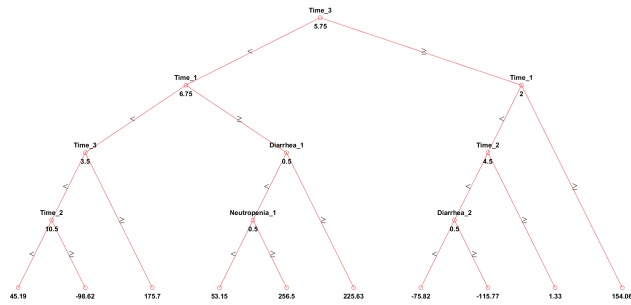 Time_3
5.75
< ≥
Time_1 Time_1
6.75 2
< ≥ <
Time_3 Diarrhea_1 Time_2
3.5 0.5 4.5
< ≥ < ≥ < ≥ ≥
Time_2 Neutropenia_1 Diarrhea_2
10.5 0.5 0.5
< ≥ < ≥ < ≥
45.19 -98.62 175.7 53.15 256.5 225.63 -75.82 -115.77 1.33 154.06